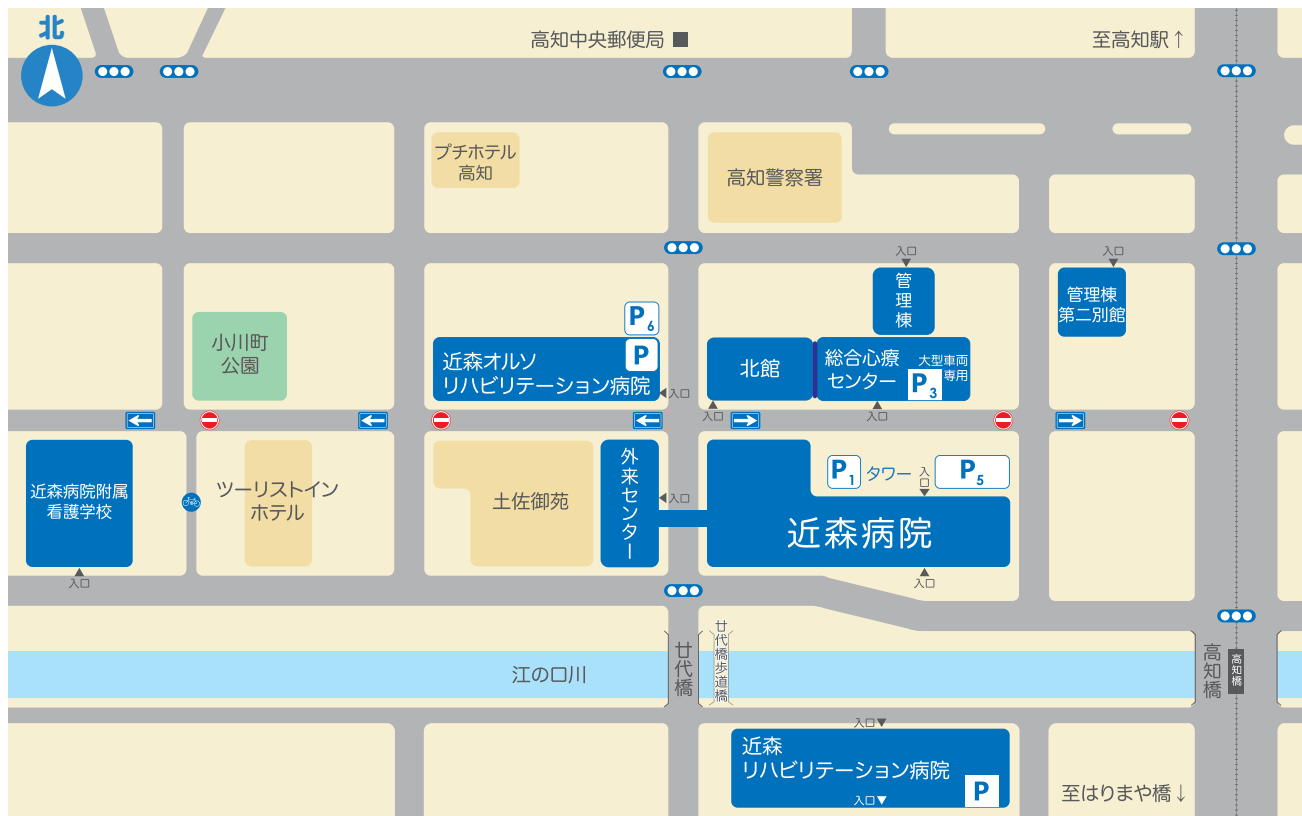 北
高知中央郵便局
至高知駅↑
プチホテル
高知
高知警察署
入口
入口
管理棟
管理棟
第二別館
小川町
公園
P6
近森オルソ
リハビリテーション病院
P
入口
北館
入口
総合心療
センター
大型車両
専用
P3
入口
近森病院附属
看護学校
入口
ツーリストイン
ホテル
土佐御苑
外来センター
入口
P1
タワー
入口
P5
近森病院
入口
江の口川
廿代橋
廿代橋歩道橋
高知橋
高知橋
入口
近森
リハビリテーション病院
入口
P
至はりまや橋↓